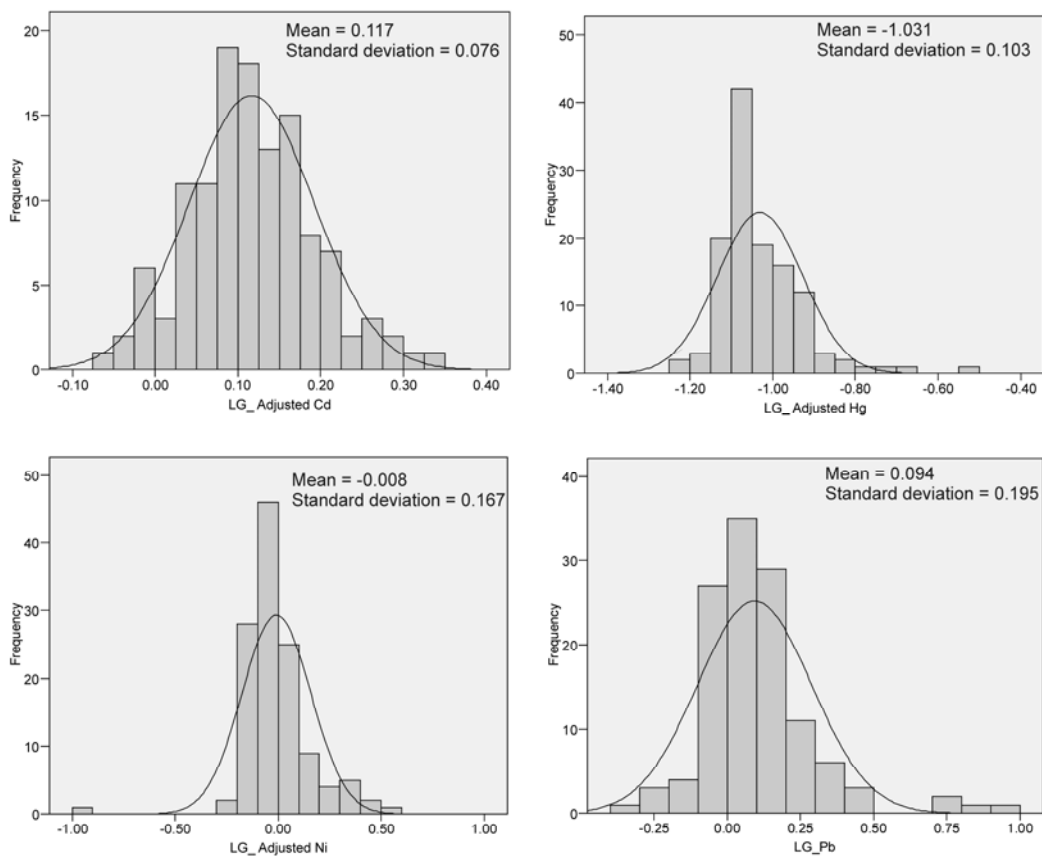 Mean = 0.117
Standard deviation = 0.076
20
15
10
5
0
Frequency
-0.10 0.00 0.10 0.20 0.30 0.40
LG_ Adjusted Cd
Mean = -1.031
Standard deviation = 0.103
50
40
30
20
10
0
Frequency
-1.40 -1.20 -1.00 -0.80 -0.60 -0.40
LG_ Adjusted Hg
Mean = -0.008
Standard deviation = 0.167
50
40
30
20
10
0
Frequency
-1.00 -0.50 0.00 0.50 1.00
LG_ Adjusted Ni
Mean = 0.094
Standard deviation = 0.195
40
30
20
10
0
Frequency
-0.25 0.00 0.25 0.50 0.75 1.00
LG_Pb